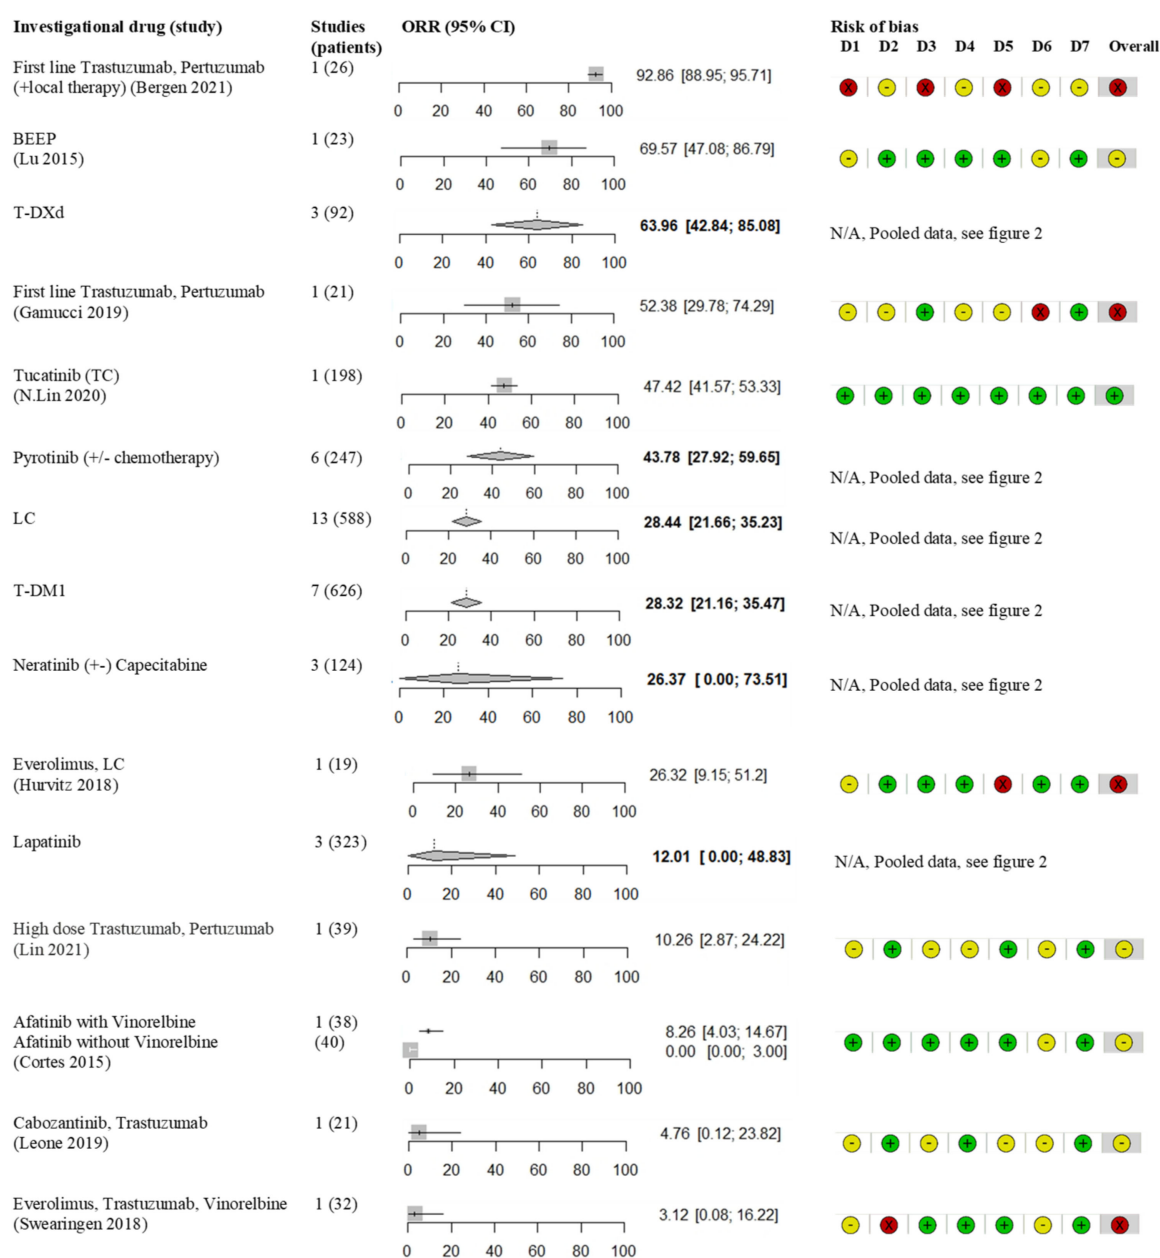 Investigational drug (study) Studies (patients) ORR (95% CI) Risk of bias
D1 D2 D3 D4 D5 D6 D7 Overall
First line Trastuzumab, Pertuzumab 1 (26) 92.86 [88.95; 95.71]
(+local therapy) (Bergen 2021) X - X - X - - X
0 20 40 60 80 100
BEEP 1 (23) 69.57 [47.08; 86.79]
(Lu 2015) - + + + + - + -
0 20 40 60 80 100
T-DXd 3 (92) 63.96 [42.84; 85.08] N/A, Pooled data, see figure 2
0 20 40 60 80 100
First line Trastuzumab, Pertuzumab 1 (21) 52.38 [29.78; 74.29]
(Gamucci 2019) - - + - - X + X
0 20 40 60 80 100
Tucatinib (TC) 1 (198) 47.42 [41.57; 53.33]
(N.Lin 2020) + + + + + + + +
0 20 40 60 80 100
Pyrotinib (+/- chemotherapy) 6 (247) 43.78 [27.92; 59.65] N/A, Pooled data, see figure 2
0 20 40 60 80 100
LC 13 (588) 28.44 [21.66; 35.23] N/A, Pooled data, see figure 2
0 20 40 60 80 100
T-DM1 7 (626) 28.32 [21.16; 35.47] N/A, Pooled data, see figure 2
0 20 40 60 80 100
Neratinib (+-) Capecitabine 3 (124) 26.37 [ 0.00; 73.51] N/A, Pooled data, see figure 2
0 20 40 60 80 100
Everolimus, LC 1 (19) 26.32 [9.15; 51.2]
(Hurvitz 2018) - + + + X + + X
0 20 40 60 80 100
Lapatinib 3 (323) 12.01 [ 0.00; 48.83] N/A, Pooled data, see figure 2
0 20 40 60 80 100
High dose Trastuzumab, Pertuzumab 1 (39) 10.26 [2.87; 24.22]
(Lin 2021) - + - - + - + -
0 20 40 60 80 100
Afatinib with Vinorelbine 1 (38) 8.26 [4.03; 14.67]
Afatinib without Vinorelbine (40) 0.00 [0.00; 3.00]
(Cortes 2015) + + + + + - + -
0 20 40 60 80 100
Cabozantinib, Trastuzumab 1 (21) 4.76 [0.12; 23.82]
(Leone 2019) - + - + - - + -
0 20 40 60 80 100
Everolimus, Trastuzumab, Vinorelbine 1 (32) 3.12 [0.08; 16.22]
(Swearingen 2018) - X + + + - + X
0 20 40 60 80 100